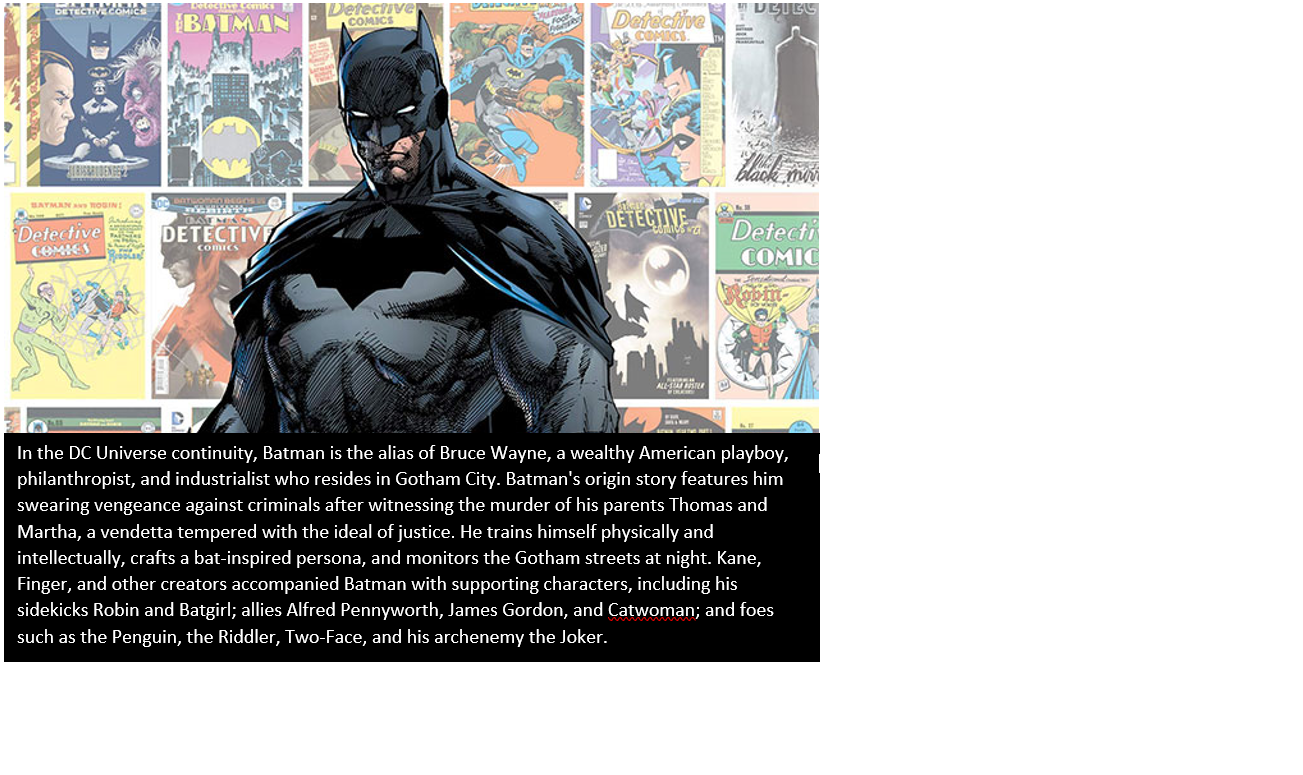 DETECTIVE COMICS
Detective Comics
BATMAN
Detective
COMICS
Detective
COMICS
TM
DETEC
the
black mirr
BATMAN AND ROBIN!
Detective
COMICS
BATWOMAN BEGINS
REBIRTH
BATMAN
DETECTIVE
COMICS
DETECTIVE
COMICS #27
ALL-STAR ROSTER
No. 38
Detecti
COMIC
Robin
In the DC Universe continuity, Batman is the alias of Bruce Wayne, a wealthy American playboy,
philanthropist, and industrialist who resides in Gotham City. Batman's origin story features him
swearing vengeance against criminals after witnessing the murder of his parents Thomas and
Martha, a vendetta tempered with the ideal of justice. He trains himself physically and
intellectually, crafts a bat-inspired persona, and monitors the Gotham streets at night. Kane,
Finger, and other creators accompanied Batman with supporting characters, including his
sidekicks Robin and Batgirl; allies Alfred Pennyworth, James Gordon, and Catwoman; and foes
such as the Penguin, the Riddler, Two-Face, and his archenemy the Joker.